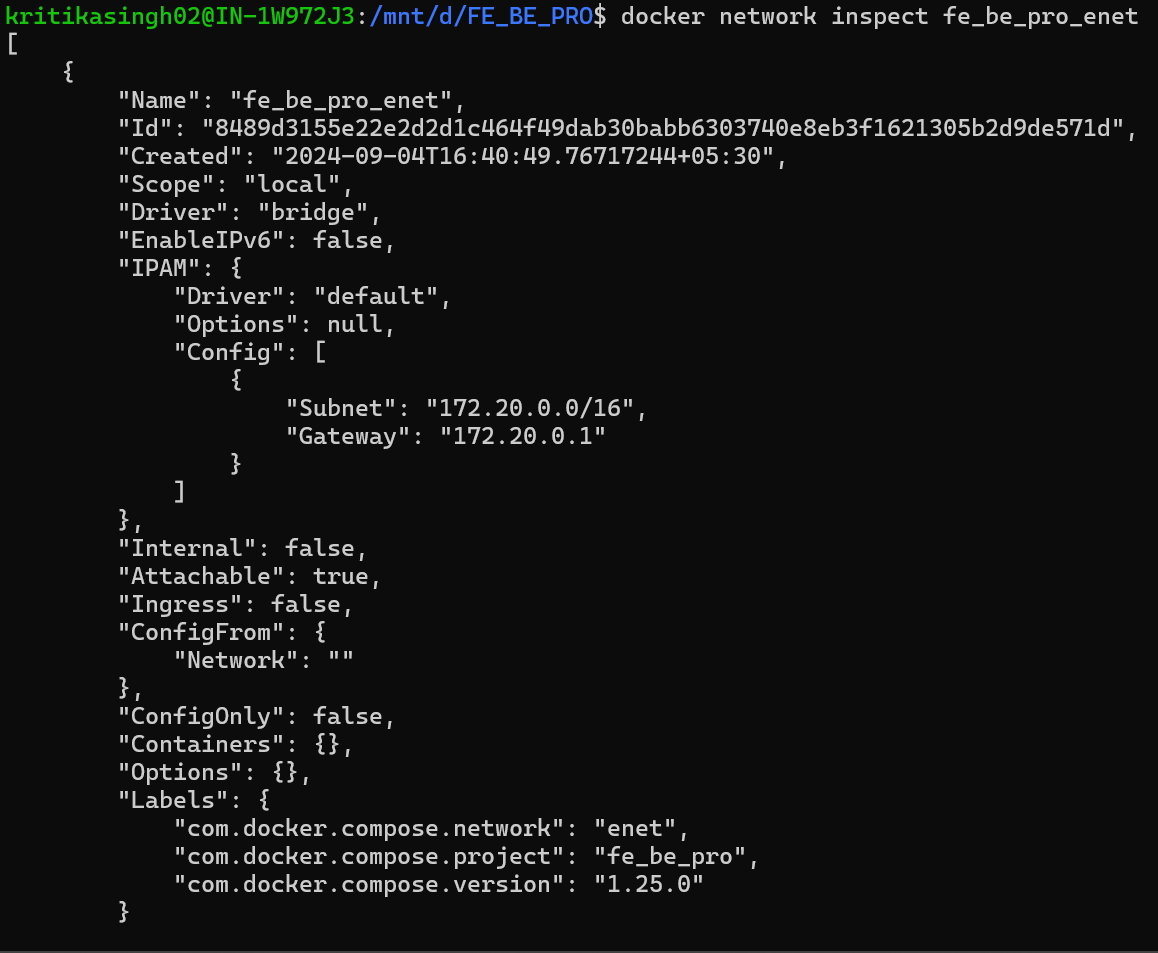 kritikasingh02@IN-1W972J3:/mnt/d/FE_BE_PRO$ docker network inspect fe_be_pro_enet
[
    {
        "Name": "fe_be_pro_enet",
        "Id": "8489d3155e22e2d2d1c464f49dab30babb6303740e8eb3f1621305b2d9de571d",
        "Created": "2024-09-04T16:40:49.76717244+05:30",
        "Scope": "local",
        "Driver": "bridge",
        "EnableIPv6": false,
        "IPAM": {
            "Driver": "default",
            "Options": null,
            "Config": [
                {
                    "Subnet": "172.20.0.0/16",
                    "Gateway": "172.20.0.1"
                }
            ]
        },
        "Internal": false,
        "Attachable": true,
        "Ingress": false,
        "ConfigFrom": {
            "Network": ""
        },
        "ConfigOnly": false,
        "Containers": {},
        "Options": {},
        "Labels": {
            "com.docker.compose.network": "enet",
            "com.docker.compose.project": "fe_be_pro",
            "com.docker.compose.version": "1.25.0"
        }